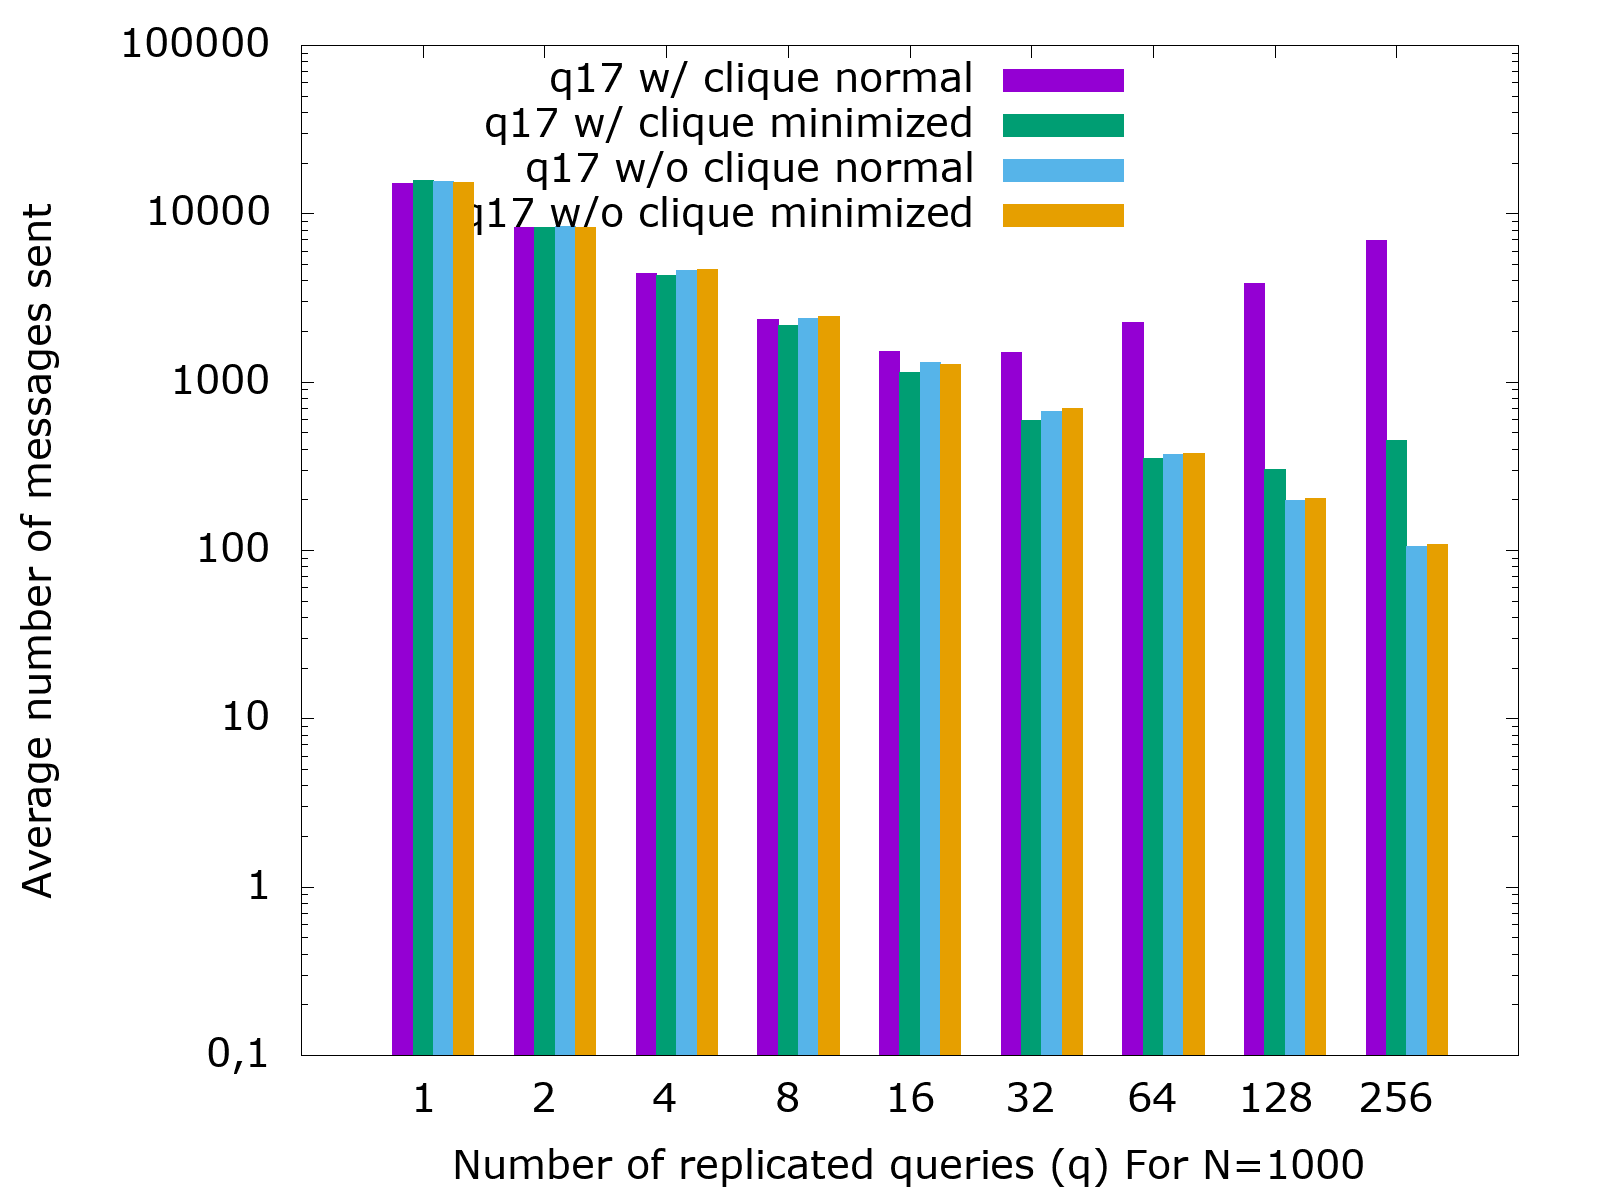 100000
10000
1000
100
10
1
0,1
Average number of messages sent
q17 w/ clique normal
q17 w/ clique minimized
q17 w/o clique normal
q17 w/o clique minimized
1 2 4 8 16 32 64 128 256
Number of replicated queries (q) For N=1000